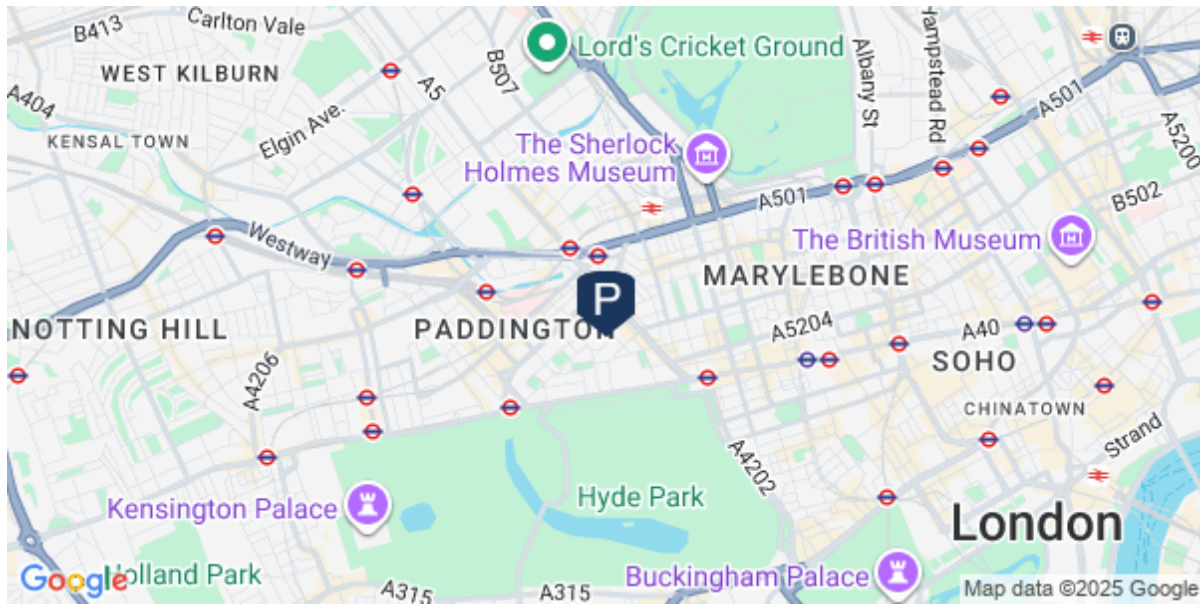 B413
Carlton Vale
WEST KILBURN
A5
B507
Lord's Cricket Ground
Albany St
Hampstead Rd
A501
A404
KENSAL TOWN
Elgin Ave.
The Sherlock
Holmes Museum
A501
A5200
B502
Westway
The British Museum
MARYLEBONE
P
NOTTING HILL
PADDINGTON
A5204
A40
SOHO
A4206
CHINATOWN
Strand
A4202
Kensington Palace
Hyde Park
London
Google
Holland Park
A315
A315
Buckingham Palace
Map data ©2025 Google